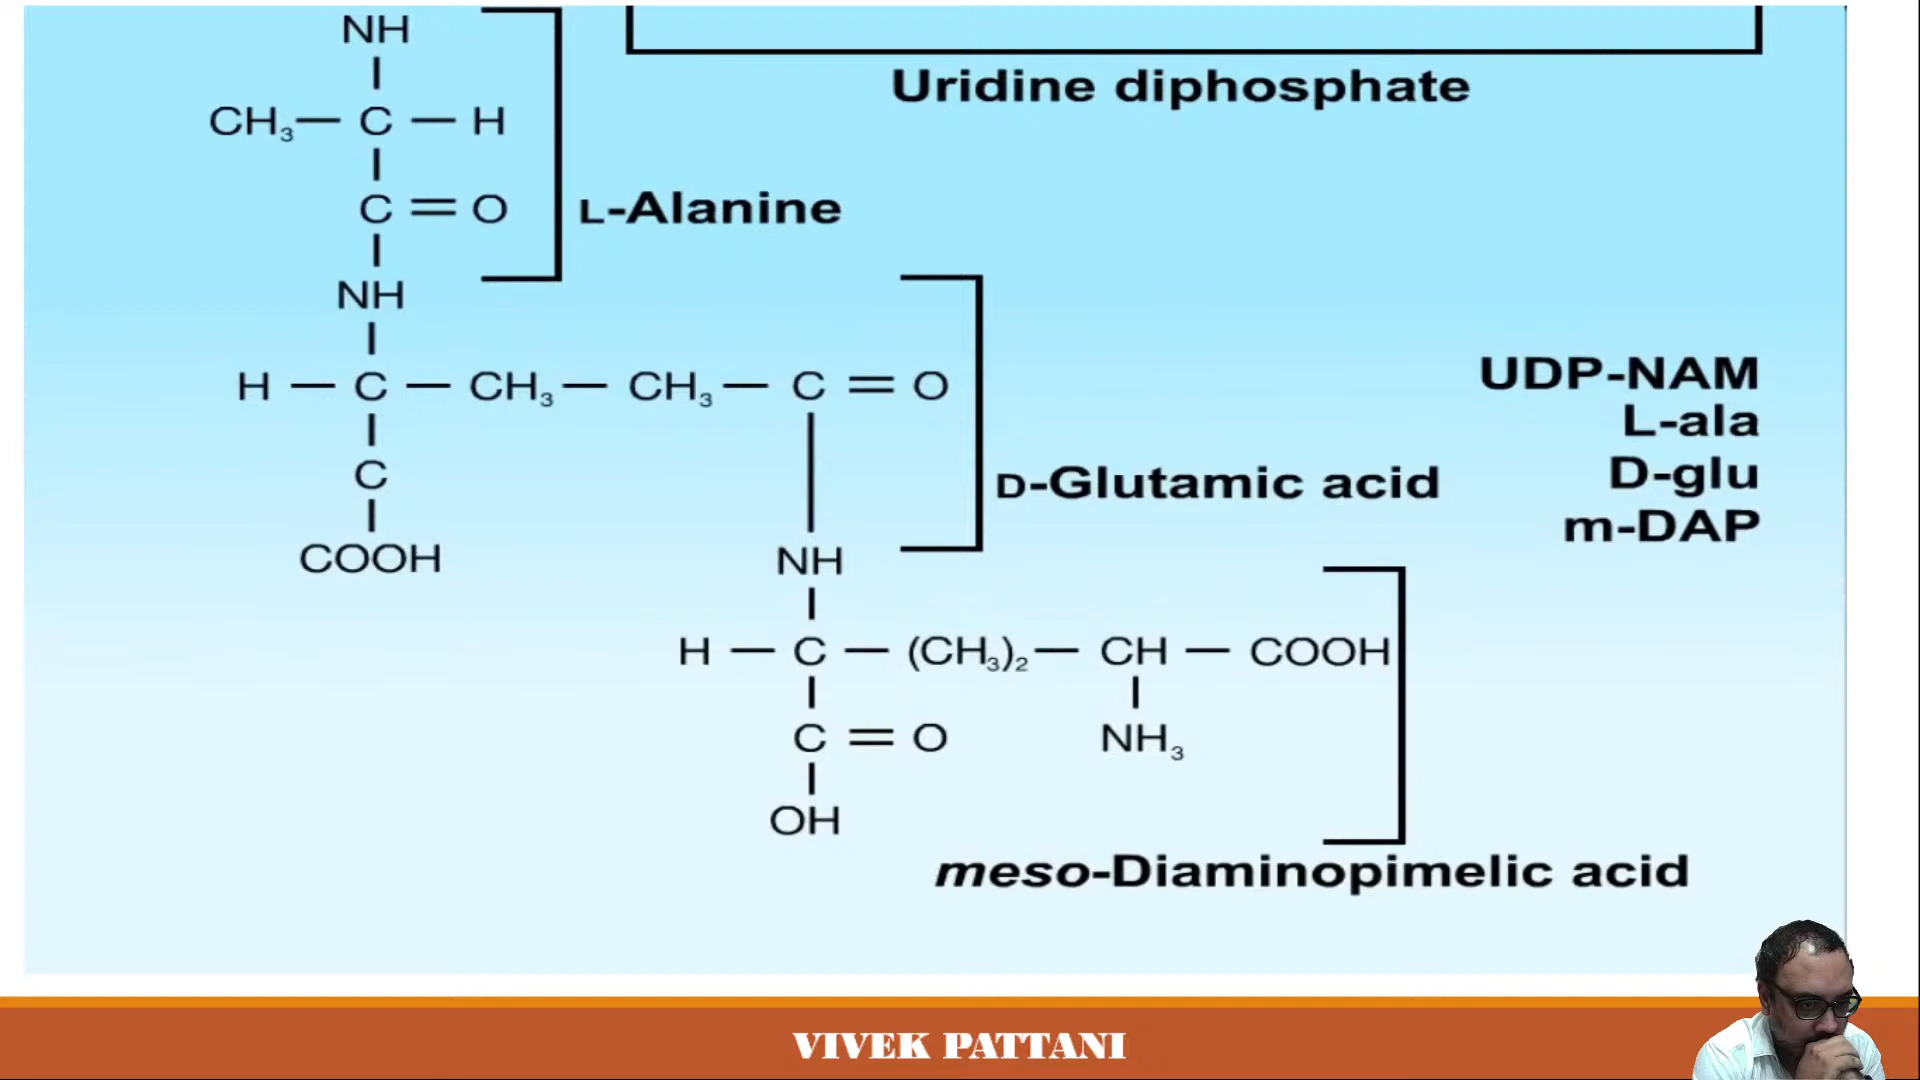 NH
CH₃ — C — H
C = O
L-Alanine
NH
H — C — CH₃ — CH₃ — C = O
C
COOH
D-Glutamic acid
NH
H — C — (CH₃)₂ — CH — COOH
C = O
NH₃
OH
meso-Diaminopimelic acid
Uridine diphosphate
UDP-NAM
L-ala
D-glu
m-DAP
VIVEK PATTANI